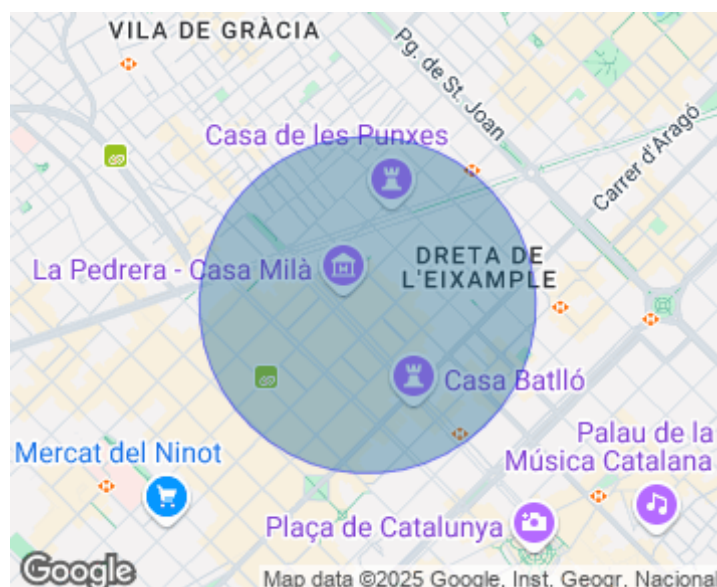 VILA DE GRÀCIA
Pg. de St. Joan
Casa de les Punxes
Carrer d'Aragó
La Pedrera - Casa Milà
DRETA DE
L'EIXAMPLE
Casa Batlló
Mercat del Ninot
Palau de la
Música Catalana
Plaça de Catalunya
Google
Map data ©2025 Google, Inst. Geogr. Nacional